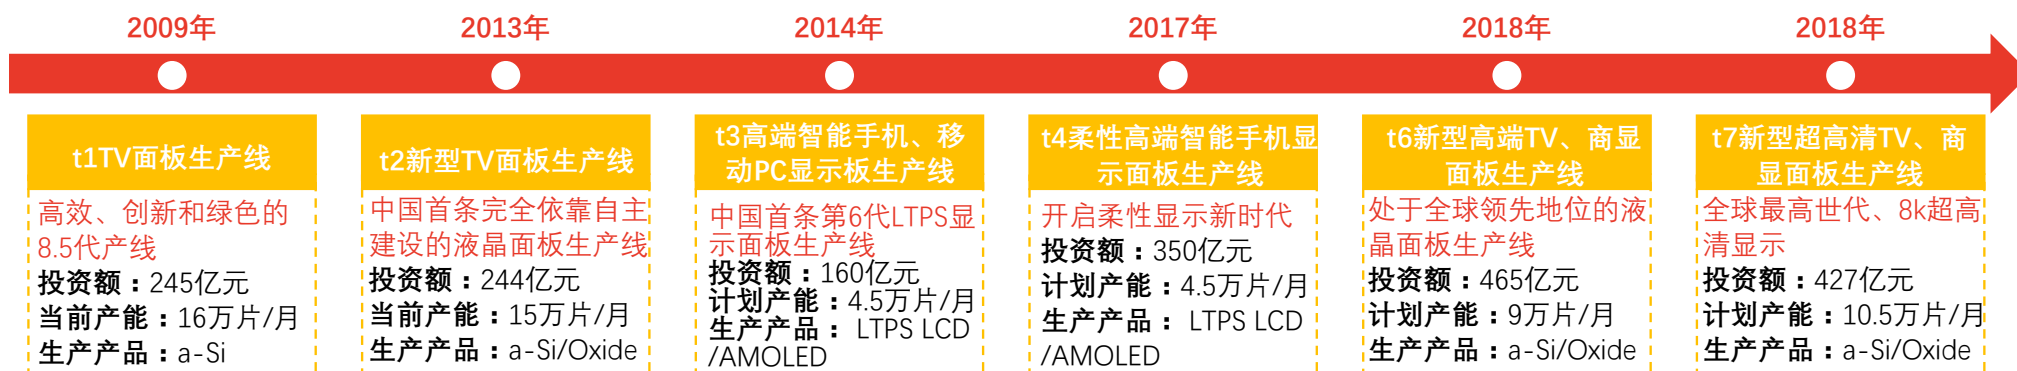 2009年
2013年
2014年
2017年
2018年
2018年
t1TV面板生产线
高效、创新和绿色的
8.5代产线
投资额：245亿元
当前产能：16万片/月
生产产品：a-Si
t2新型TV面板生产线
中国首条完全依靠自主
建设的液晶面板生产线
投资额：244亿元
当前产能：15万片/月
生产产品：a-Si/Oxide
t3高端智能手机、移
动PC显示板生产线
中国首条第6代LTPS显
示面板生产线
投资额：160亿元
计划产能：4.5万片/月
生产产品： LTPS LCD
/AMOLED
t4柔性高端智能手机显
示面板生产线
开启柔性显示新时代
投资额：350亿元
计划产能：4.5万片/月
生产产品： LTPS LCD
/AMOLED
t6新型高端TV、商显
面板生产线
处于全球领先地位的液
晶面板生产线
投资额：465亿元
计划产能：9万片/月
生产产品：a-Si/Oxide
t7新型超高清TV、商
显面板生产线
全球最高世代、8k超高
清显示
投资额：427亿元
计划产能：10.5万片/月
生产产品：a-Si/Oxide